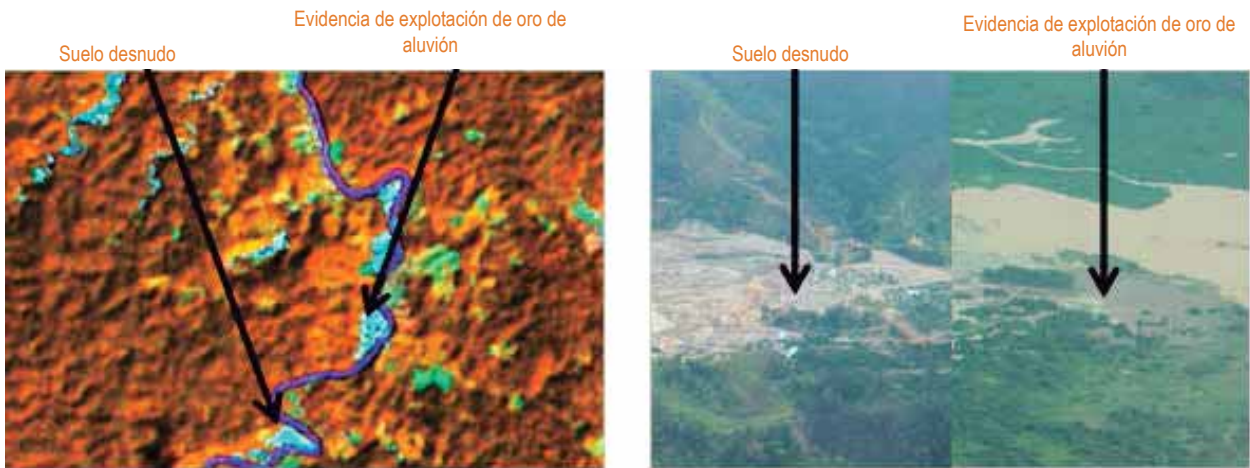 Suelo desnudo
Evidencia de explotación de oro de
aluvión
Suelo desnudo
Evidencia de explotación de oro de
aluvión